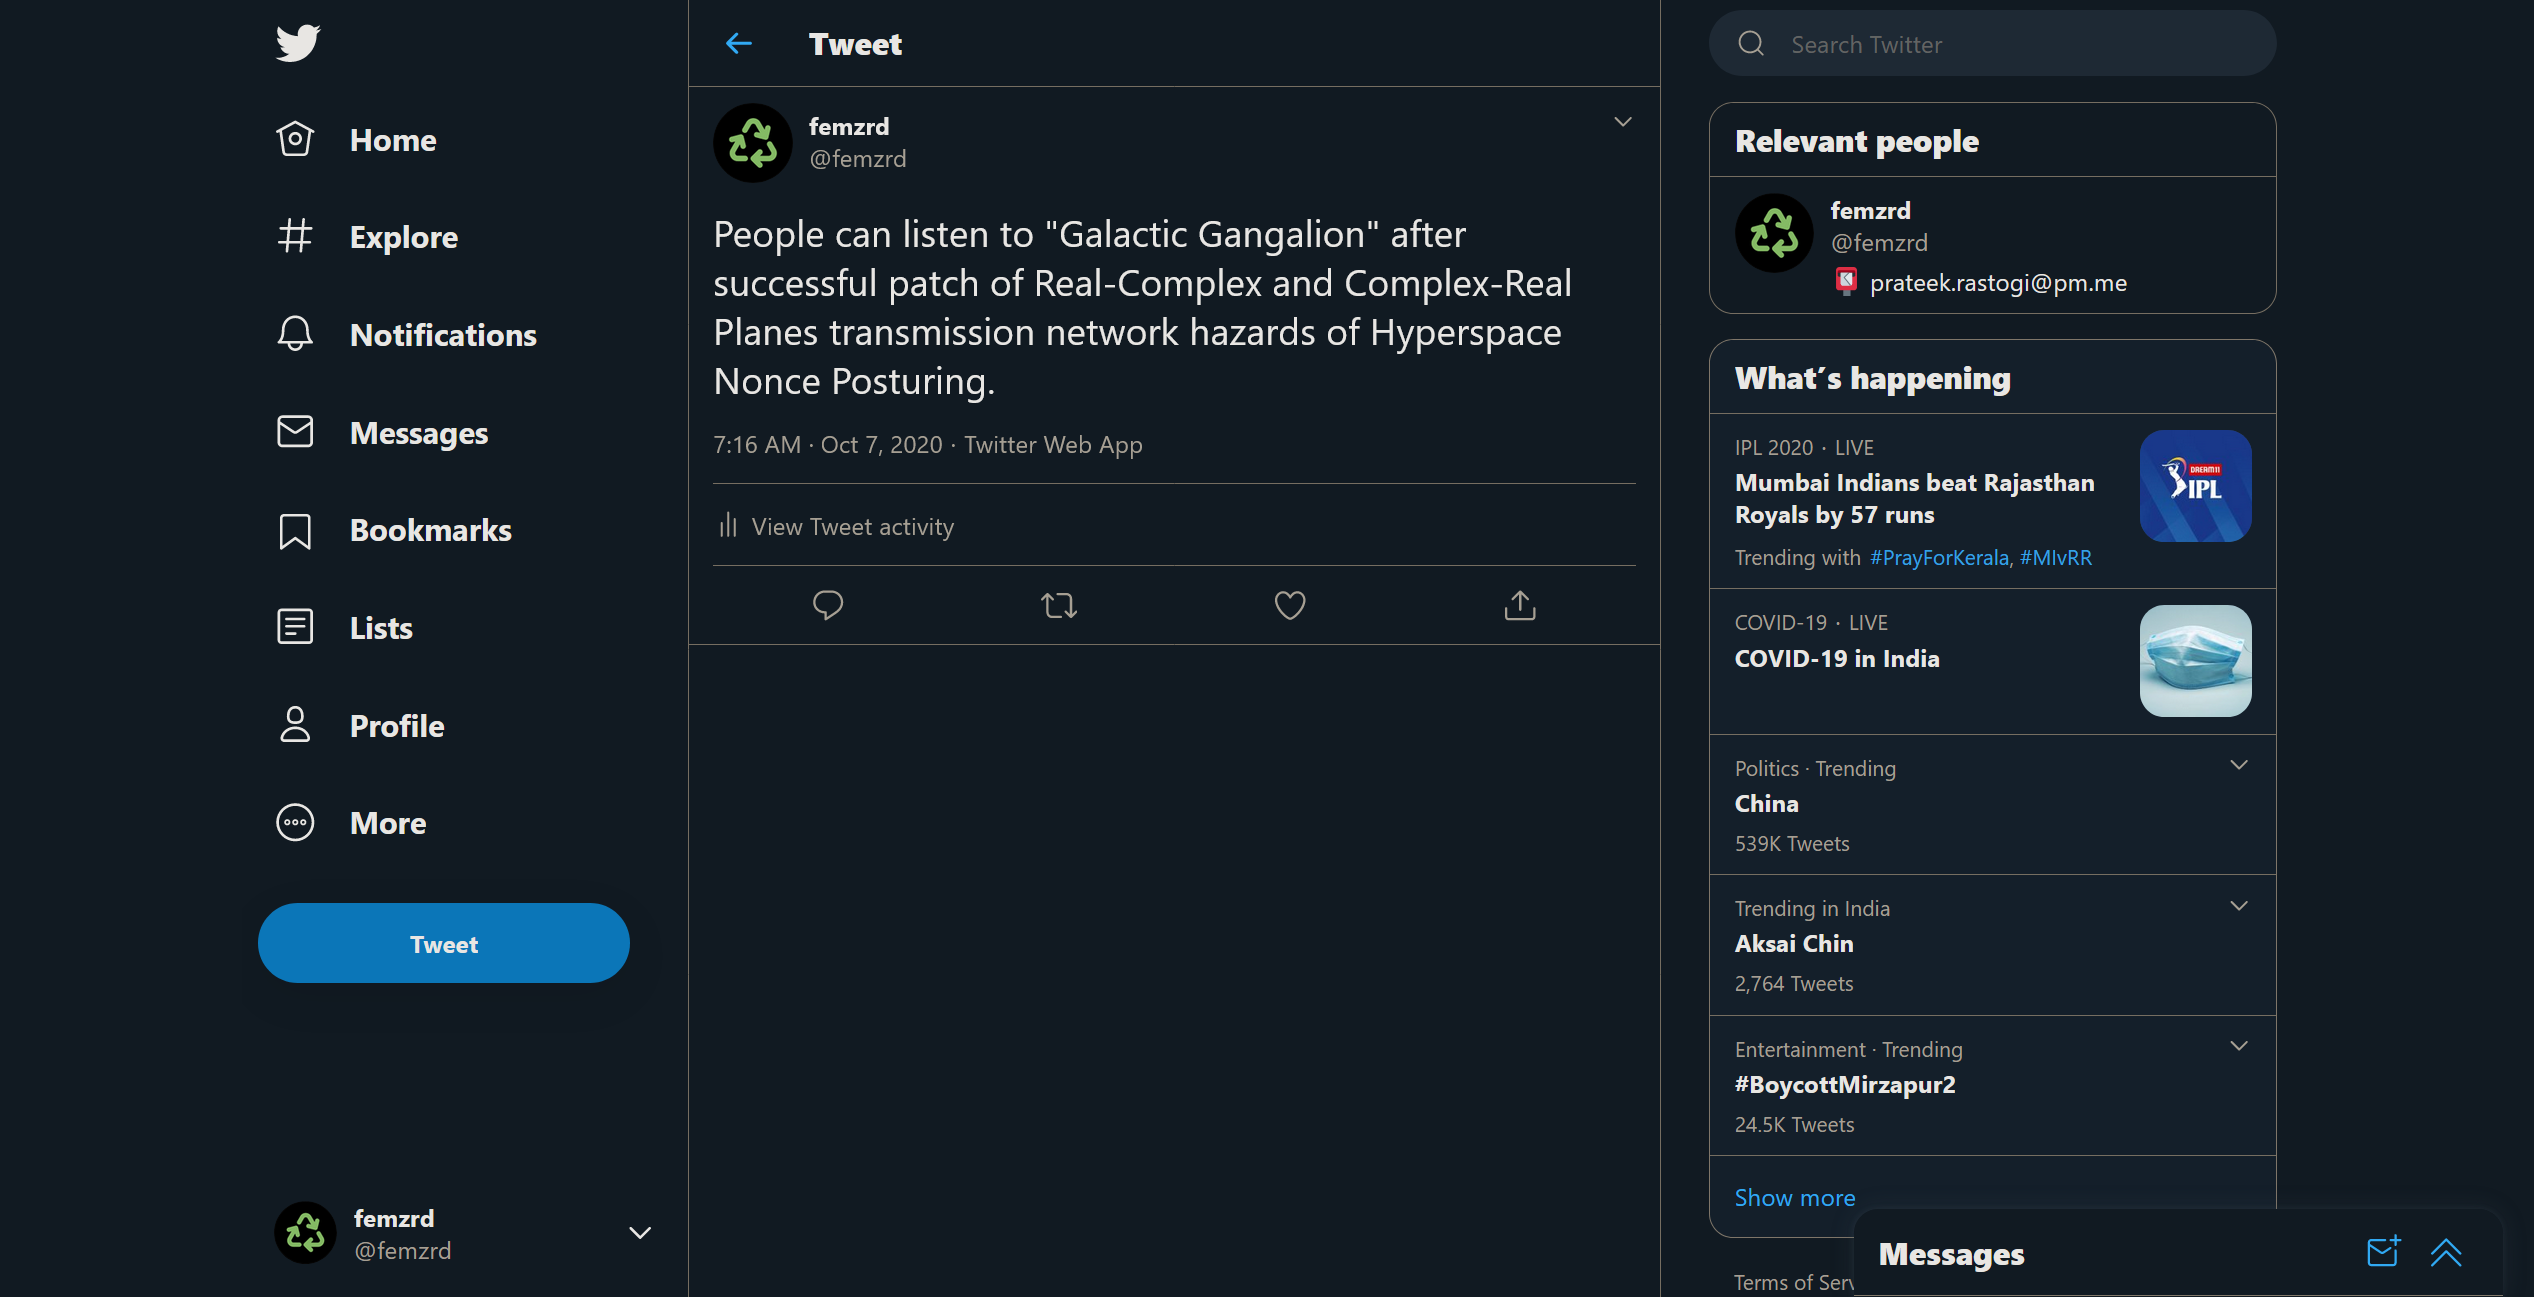 Home
Explore
Notifications
Messages
Bookmarks
Lists
Profile
More
Tweet
femzrd
@femzrd
Tweet
femzrd
@femzrd
People can listen to "Galactic Gangalion" after
successful patch of Real-Complex and Complex-Real
Planes transmission network hazards of Hyperspace
Nonce Posturing.
7:16 AM · Oct 7, 2020 · Twitter Web App
View Tweet activity
Search Twitter
Relevant people
femzrd
@femzrd
prateek.rastogi@pm.me
What´s happening
IPL 2020 · LIVE
Mumbai Indians beat Rajasthan
Royals by 57 runs
Trending with #PrayForKerala, #MIvRR
DREAM11
IPL
COVID-19 · LIVE
COVID-19 in India
Politics · Trending
China
539K Tweets
Trending in India
Aksai Chin
2,764 Tweets
Entertainment · Trending
#BoycottMirzapur2
24.5K Tweets
Show more
Messages
Terms of Serv